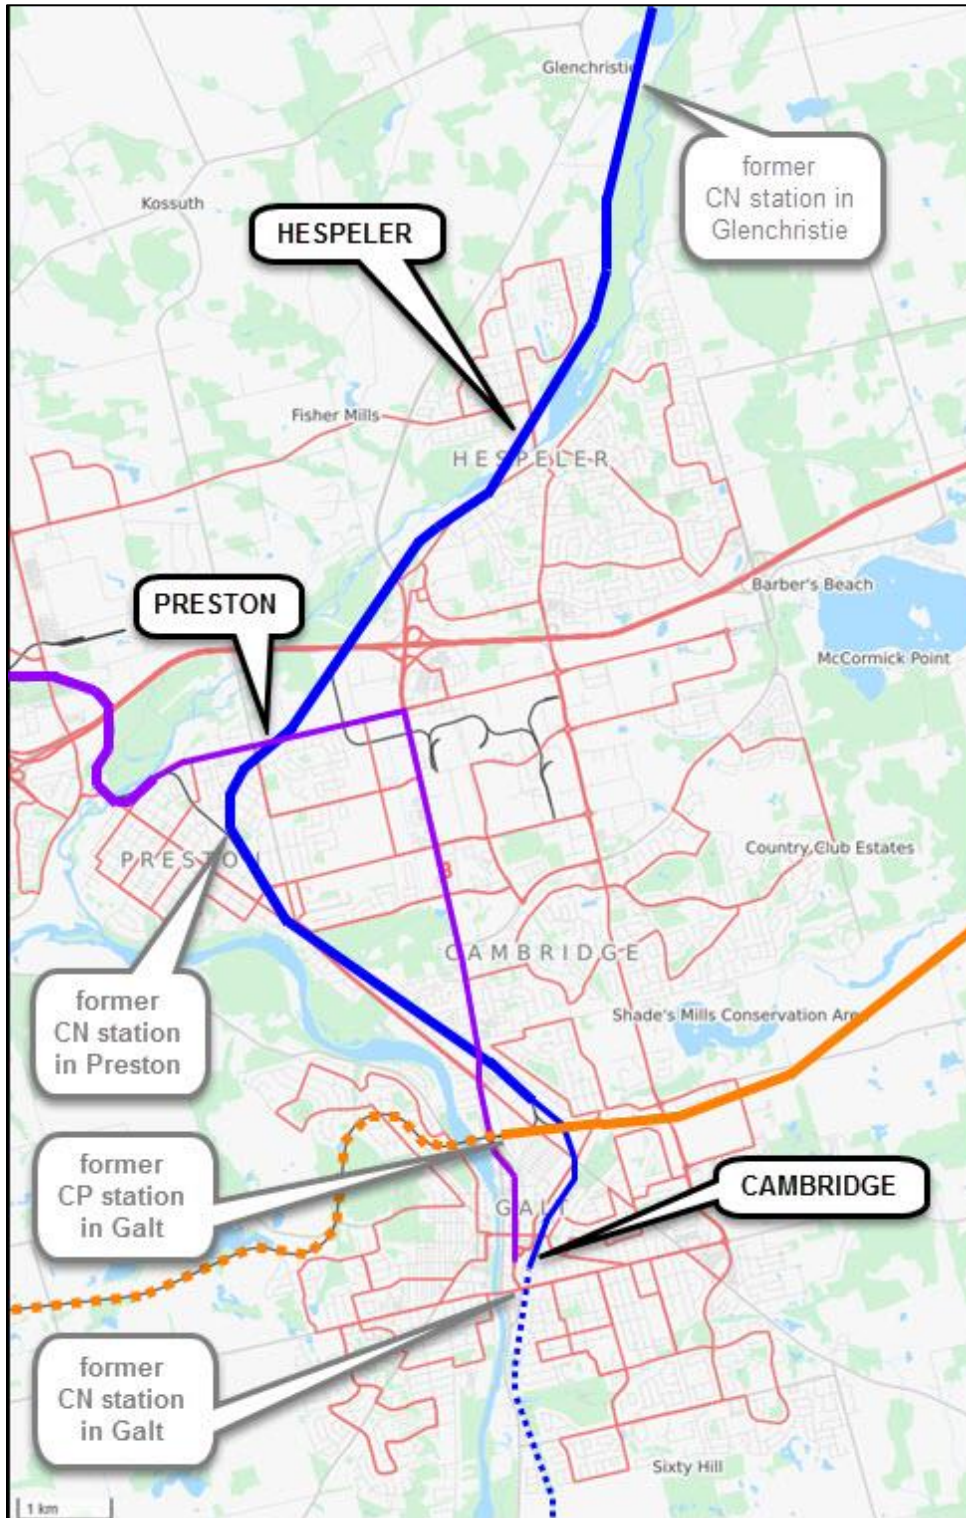 Glenchristie
former
CN station in
Glenchristie
Kossuth
HESPELER
Fisher Mills
HESPELER
Barber's Beach
PRESTON
McCormick Point
Country Club Estates
PRESTON
8
CAMBRIDGE
former
CN station
in Preston
Shade's Mills Conservation Area
former
CP station
in Galt
CAMBRIDGE
GALT
former
CN station
in Galt
Sixty Hill
1 km